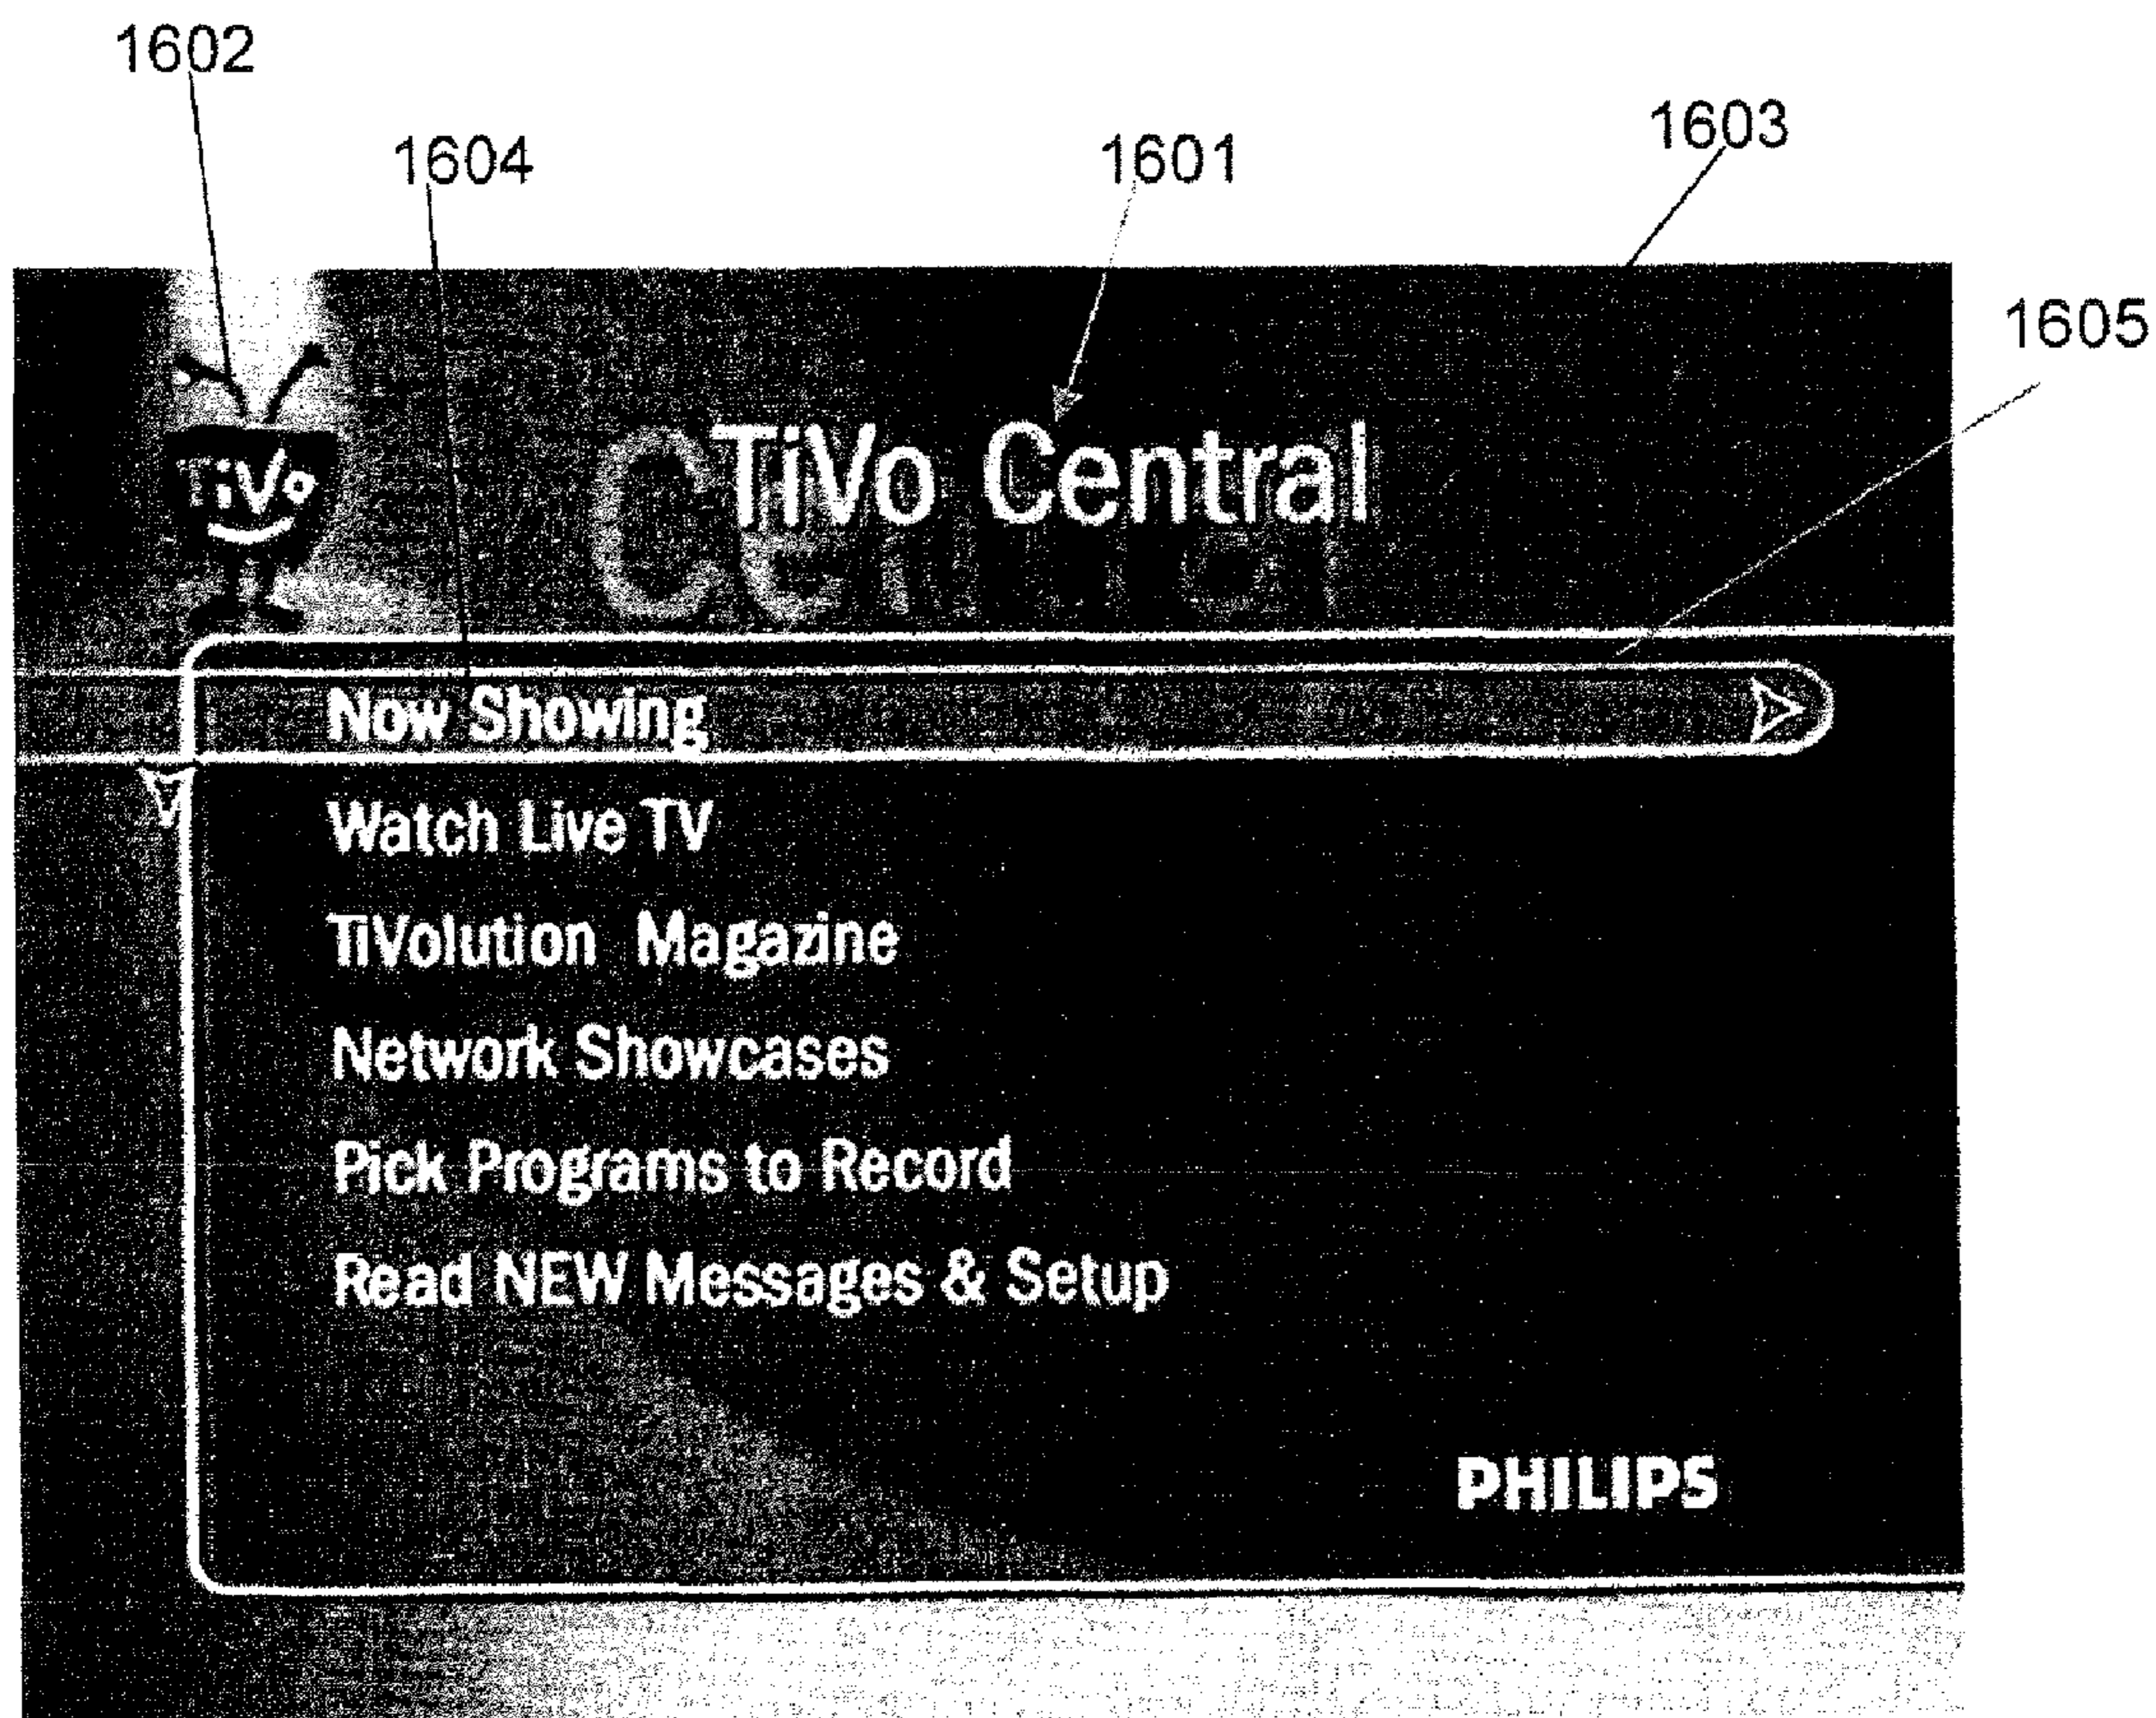 1602
1603
1604
1601
1605
TiVo
TiVo Central
Central
Now Showing
Watch Live TV
TiVolution Magazine
Network Showcases
Pick Programs to Record
Read NEW Messages & Setup
PHILIPS